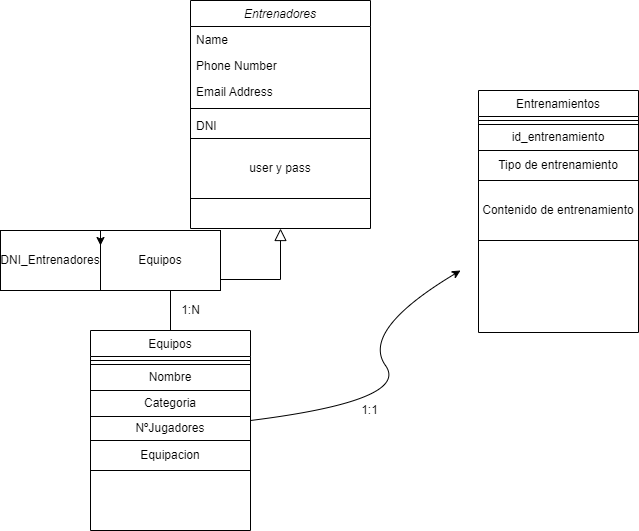 Entrenadores
Name
Phone Number
Email Address
DNI
user y pass
DNI_Entrenadores
Equipos
1:N
Equipos
Nombre
Categoria
NºJugadores
Equipacion
1:1
Entrenamientos
id_entrenamiento
Tipo de entrenamiento
Contenido de entrenamiento